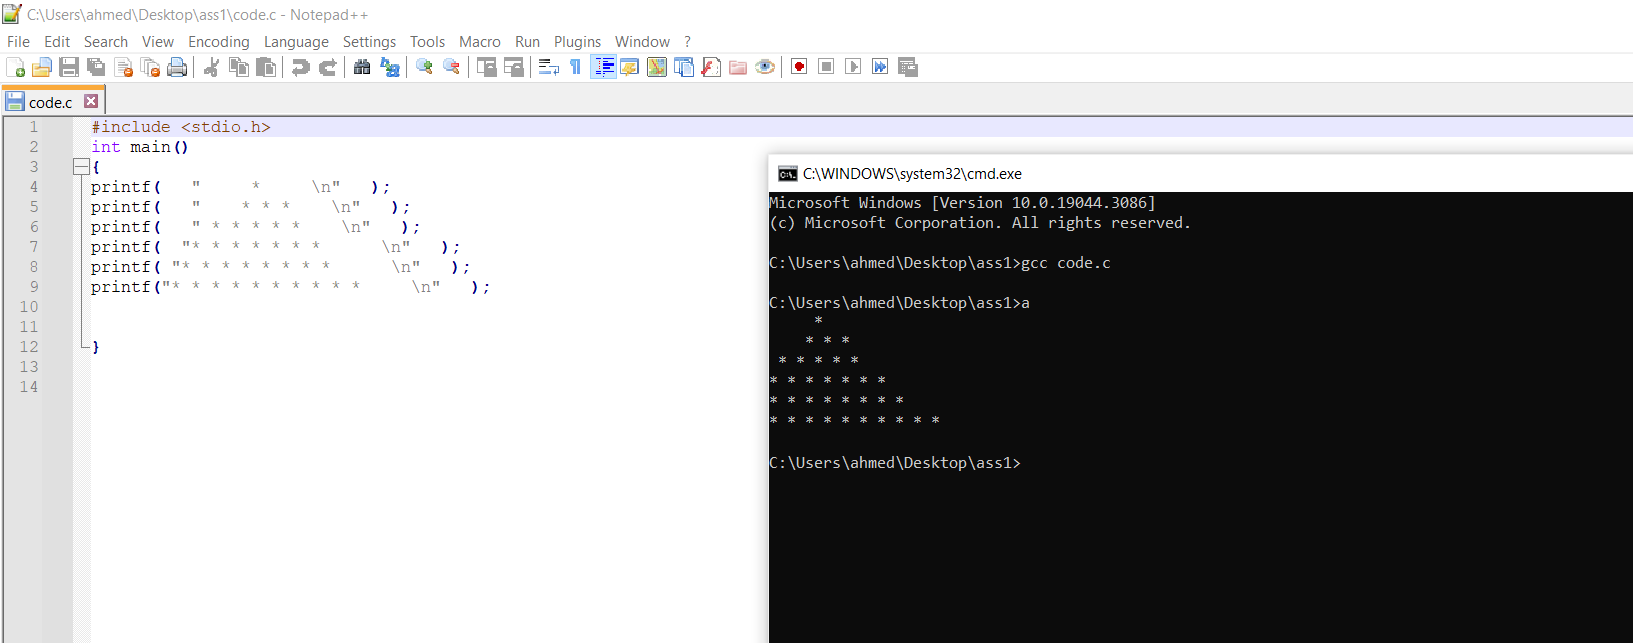 C:\Users\ahmed\Desktop\ass1\code.c - Notepad++
File Edit Search View Encoding Language Settings Tools Macro Run Plugins Window ?
code.c
1 #include <stdio.h>
2 int main()
3 {
4 printf(   "     *     \n"   );
5 printf(   "    * * *    \n"   );
6 printf(   " * * * * *    \n"   );
7 printf(  "* * * * * * *      \n"   );
8 printf( "* * * * * * * *      \n"   );
9 printf("* * * * * * * * * *     \n"   );
10
11
12 }
13
14
C:\WINDOWS\system32\cmd.exe
Microsoft Windows [Version 10.0.19044.3086]
(c) Microsoft Corporation. All rights reserved.
C:\Users\ahmed\Desktop\ass1>gcc code.c
C:\Users\ahmed\Desktop\ass1>a
     *
    * * *
 * * * * *
* * * * * * *
* * * * * * * *
* * * * * * * * * *
C:\Users\ahmed\Desktop\ass1>